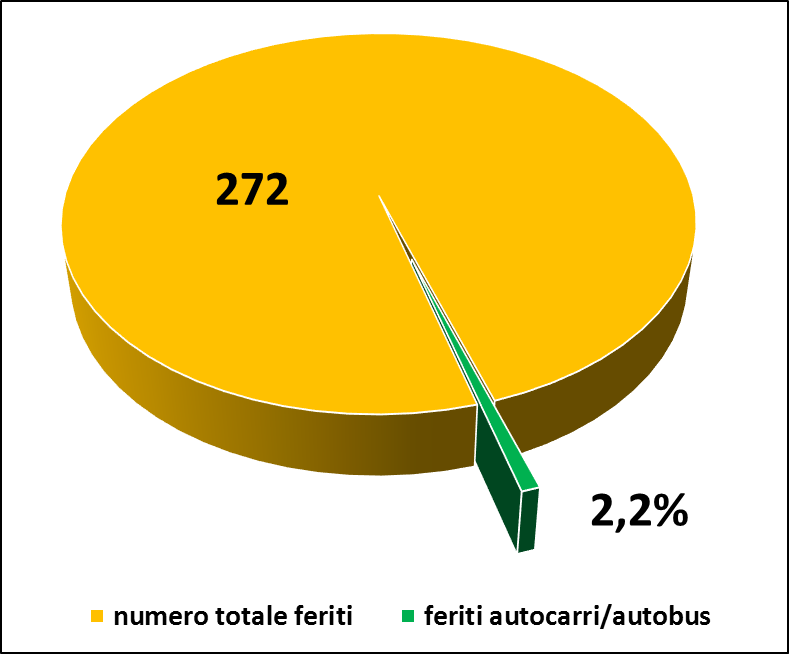 272
2,2%
numero totale feriti
feriti autocarri/autobus